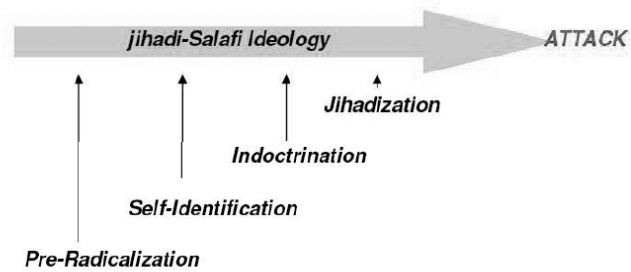 jihadi-Salafi Ideology ATTACK
Jihadization
Indoctrination
Self-Identification
Pre-Radicalization